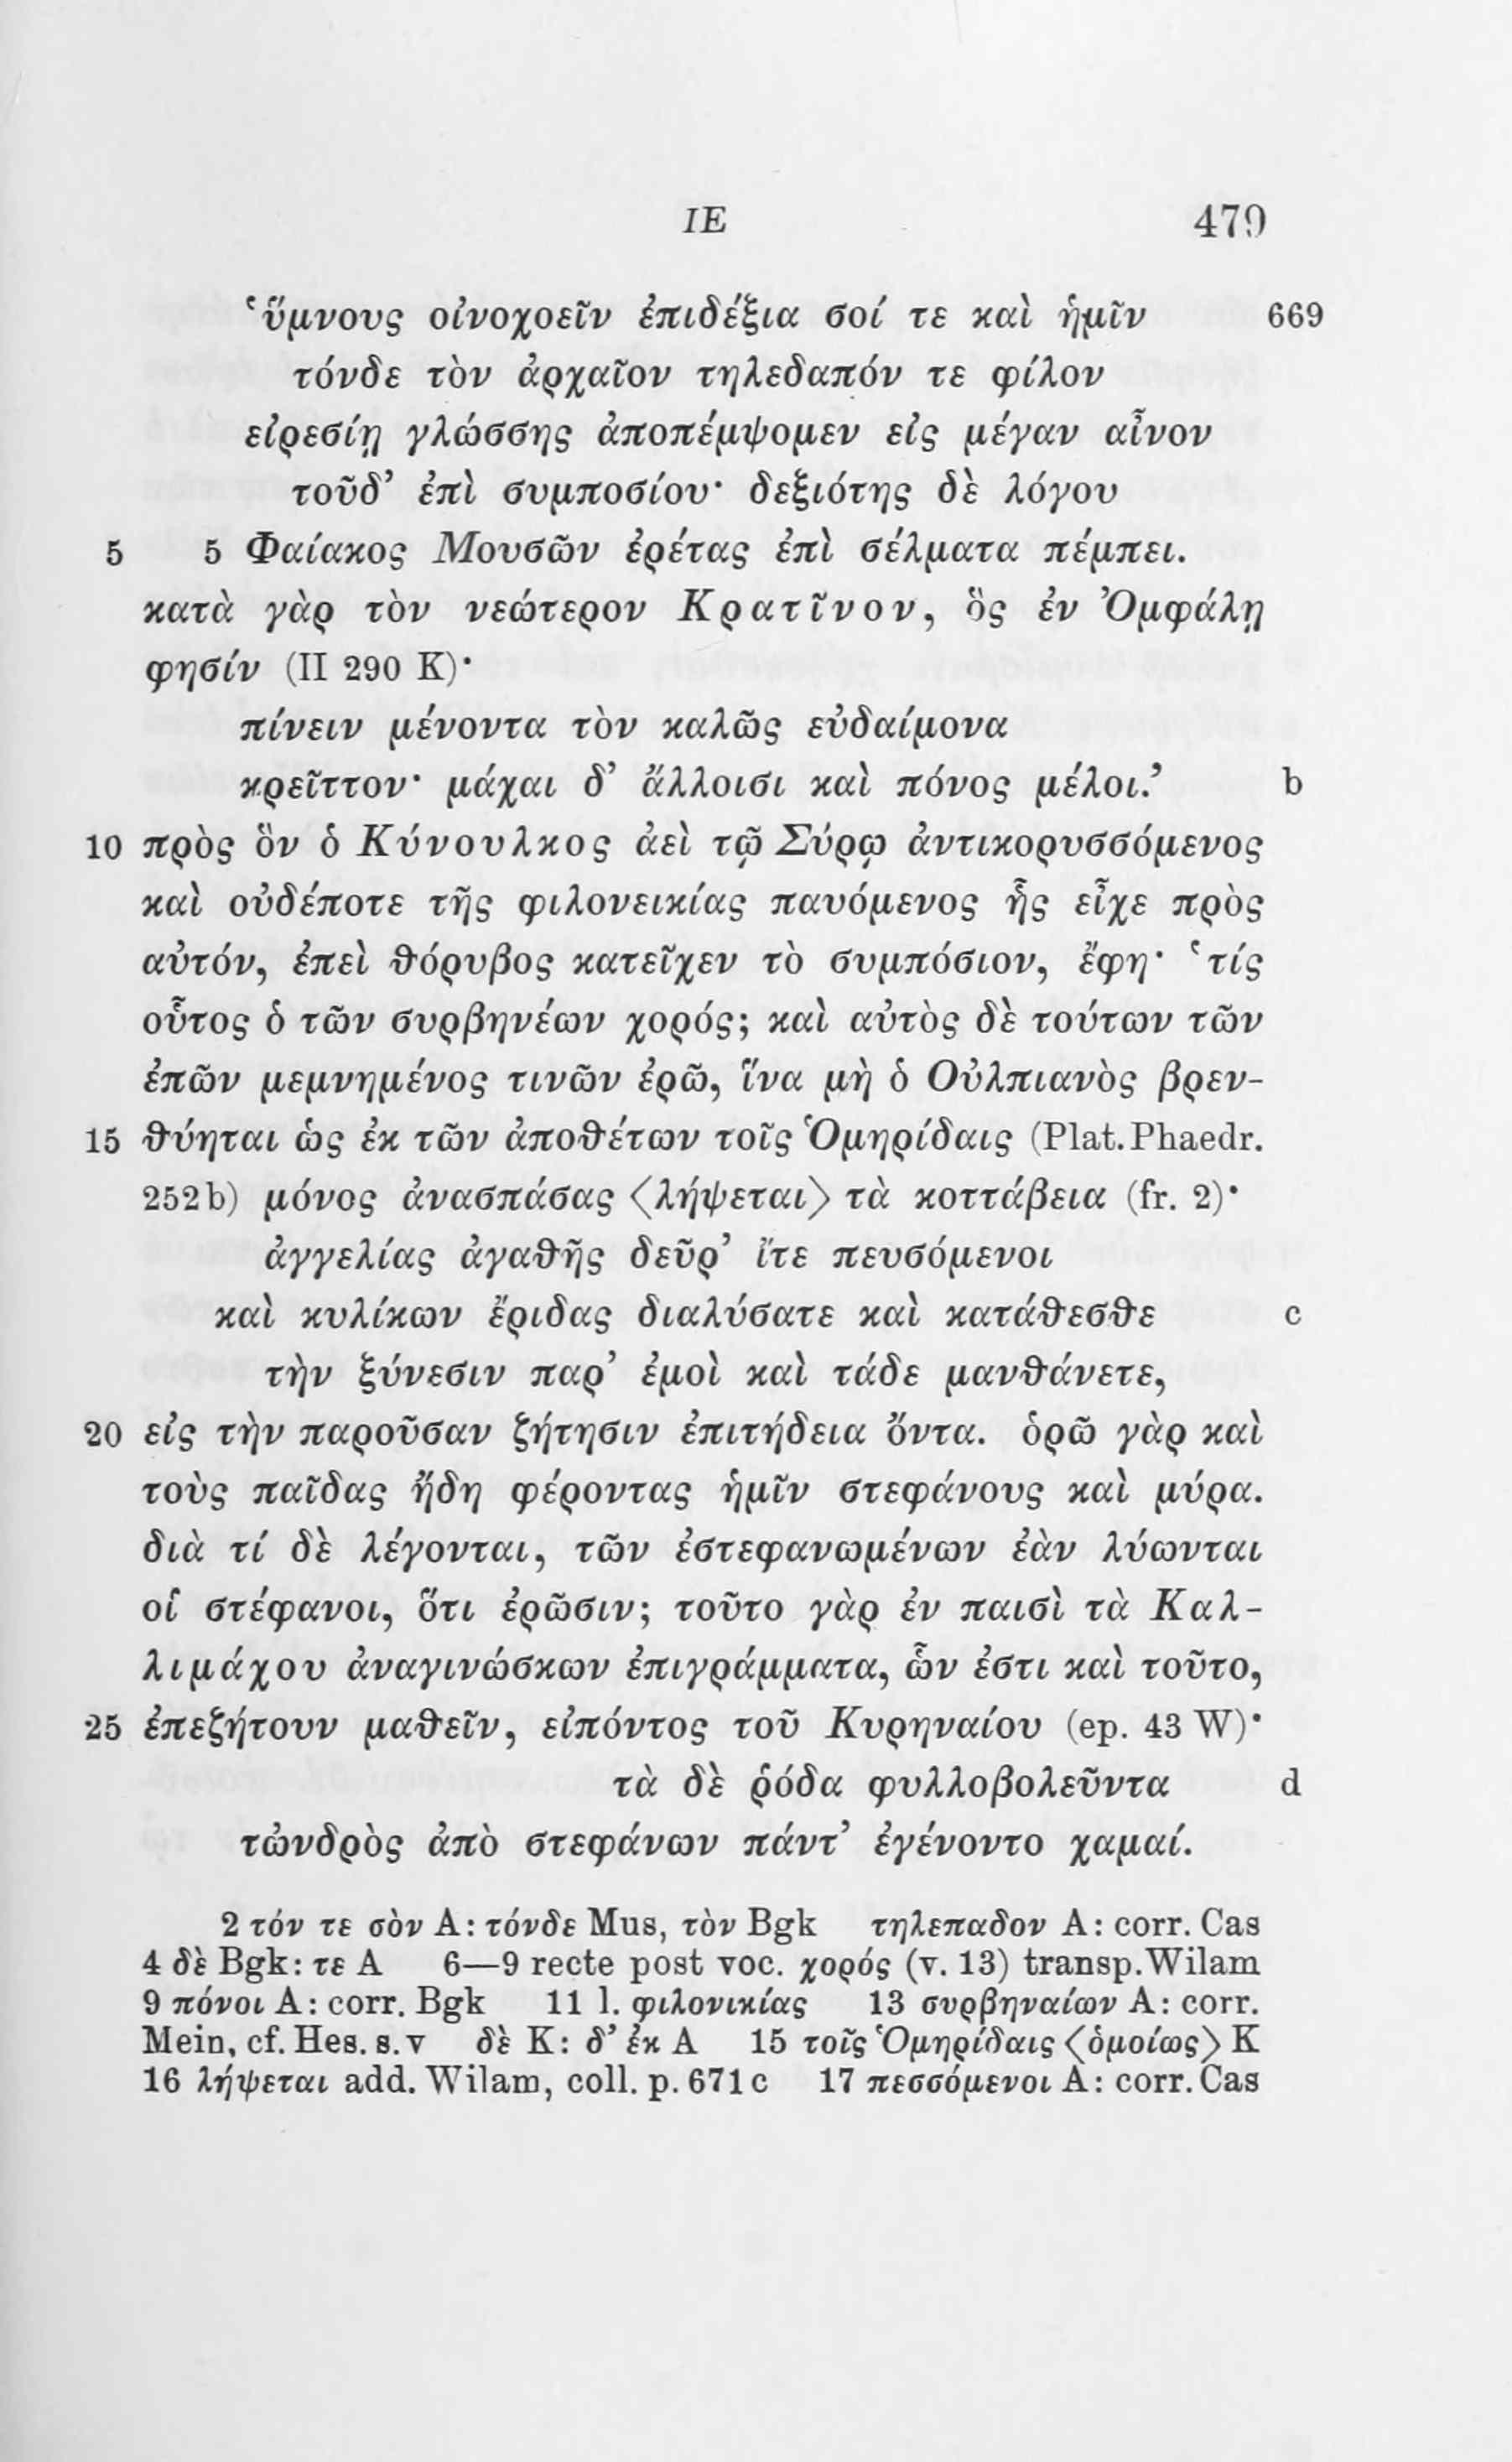 ΙΕ 479
‘ὕμνους οἰνοχοεῖν ἐπιδέξια σοί τε καὶ ἡμῖν 669
τόνδε τὸν ἀρχαῖον τηλεδαπόν τε φίλον
εἰρεσίῃ γλώσσης ἀποπέμψομεν εἰς μέγαν αἶνον
τοῦδ’ ἐπὶ συμποσίου· δεξιότης δὲ λόγου
5 5 Φαίακος Μουσῶν ἐρέτας ἐπὶ σέλματα πέμπει.
κατὰ γὰρ τὸν νεώτερον Κρατῖνον, ὃς ἐν Ὀμφάλῃ
φησίν (II 290 K)·
πίνειν μένοντα τὸν καλῶς εὐδαίμονα
κρεῖττον· μάχαι δ’ ἄλλοισι καὶ πόνος μέλοι.’ b
10 πρὸς ὃν ὁ Κύνουλκος ἀεὶ τῷ Σύρῳ ἀντικορυσσόμενος
καὶ οὐδέποτε τῆς φιλονεικίας παυόμενος ἧς εἶχε πρὸς
αὐτόν, ἐπεὶ θόρυβος κατεῖχεν τὸ συμπόσιον, ἔφη· ‘τίς
οὗτος ὁ τῶν συρβηνέων χορός; καὶ αὐτὸς δὲ τούτων τῶν
ἐπῶν μεμνημένος τινῶν ἐρῶ, ἵνα μὴ ὁ Οὐλπιανὸς βρεν-
15 θύηται ὡς ἐκ τῶν ἀποθέτων τοῖς Ὁμηρίδαις (Plat. Phaedr.
252b) μόνος ἀνασπάσας ⟨λήψεται⟩ τὰ κοττάβεια (fr. 2)·
ἀγγελίας ἀγαθῆς δεῦρ’ ἴτε πευσόμενοι
καὶ κυλίκων ἔριδας διαλύσατε καὶ κατάθεσθε c
τὴν ξύνεσιν παρ’ ἐμοὶ καὶ τάδε μανθάνετε,
20 εἰς τὴν παροῦσαν ζήτησιν ἐπιτήδεια ὄντα. ὁρῶ γὰρ καὶ
τοὺς παῖδας ἤδη φέροντας ἡμῖν στεφάνους καὶ μύρα.
διὰ τί δὲ λέγονται, τῶν ἐστεφανωμένων ἐὰν λύωνται
οἱ στέφανοι, ὅτι ἐρῶσιν; τοῦτο γὰρ ἐν παισὶ τὰ Καλ-
λιμάχου ἀναγινώσκων ἐπιγράμματα, ὧν ἐστι καὶ τοῦτο,
25 ἐπεζήτουν μαθεῖν, εἰπόντος τοῦ Κυρηναίου (ep. 43 W)·
τὰ δὲ ῥόδα φυλλοβολεῦντα d
τὠνδρὸς ἀπὸ στεφάνων πάντ’ ἐγένοντο χαμαί.
2 τόν τε σὸν A: τόνδε Mus, τὸν Bgk τηλεπαδον A: corr. Cas
4 δὲ Bgk: τε A 6—9 recte post voc. χορός (v. 13) transp. Wilam
9 πόνοι A: corr. Bgk 11 l. φιλονικίας 13 συρβηναίων A: corr.
Mein, cf. Hes. s. v δὲ K: δ’ ἐκ A 15 τοῖς Ὁμηρίδαις ⟨ὁμοίως⟩ K
16 λήψεται add. Wilam, coll. p. 671c 17 πεσσόμενοι A: corr. Cas